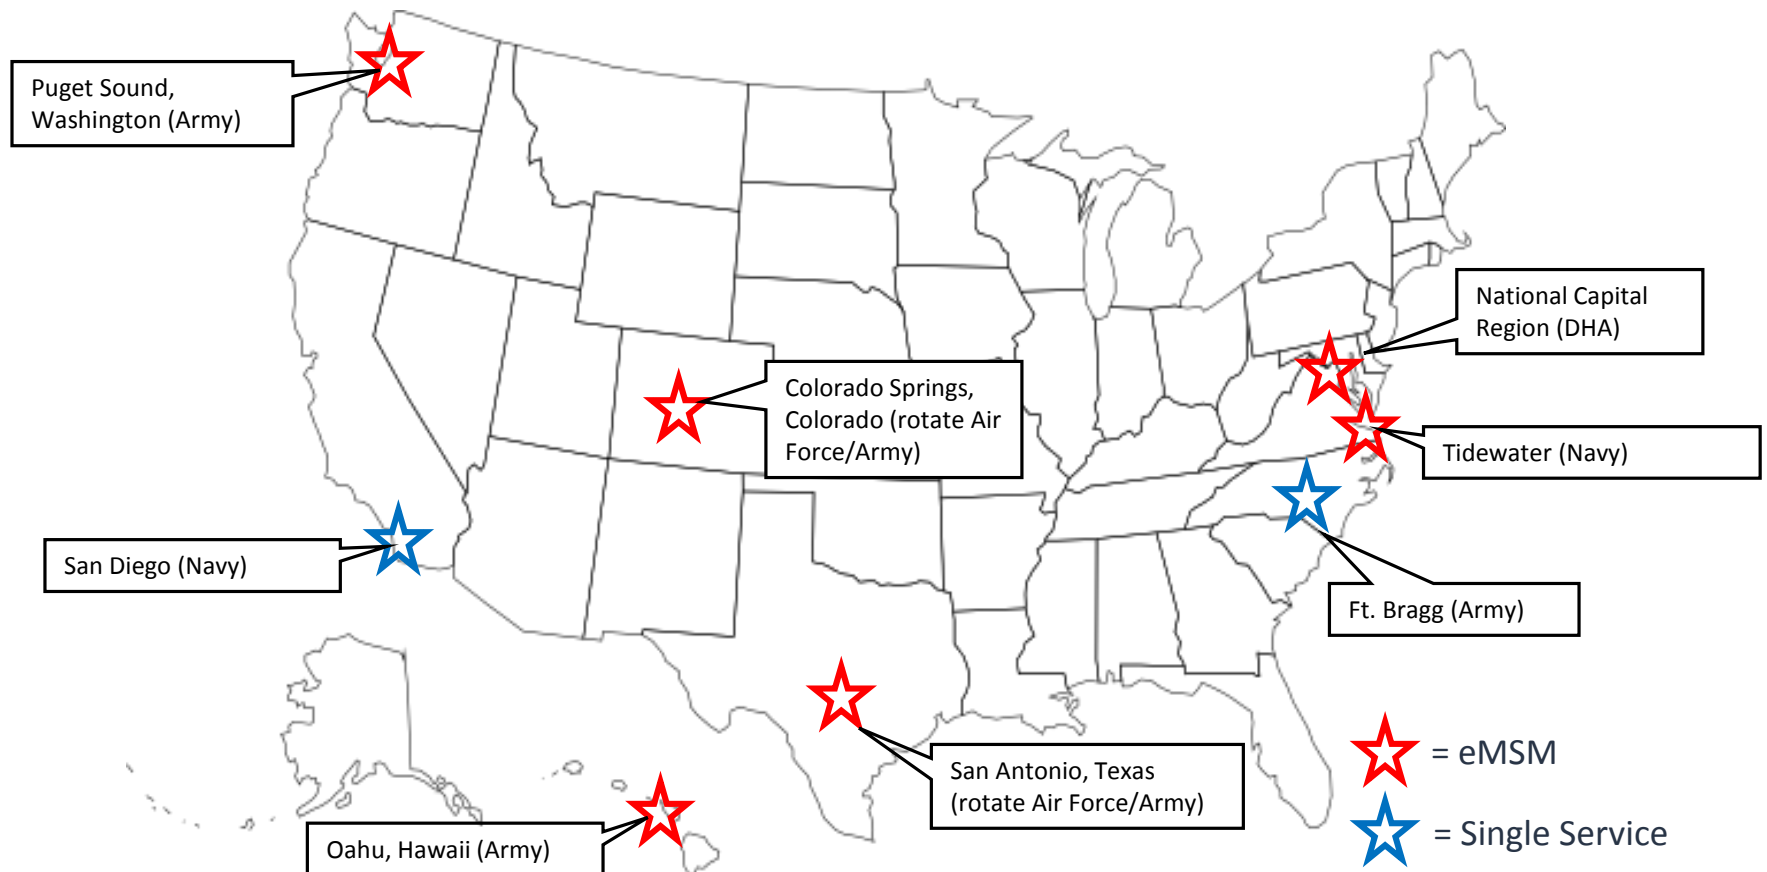 Puget Sound,
Washington (Army)
National Capital
Region (DHA)
Colorado Springs,
Colorado (rotate Air
Force/Army)
Tidewater (Navy)
San Diego (Navy)
Ft. Bragg (Army)
San Antonio, Texas
(rotate Air Force/Army)
Oahu, Hawaii (Army)
= eMSM
= Single Service